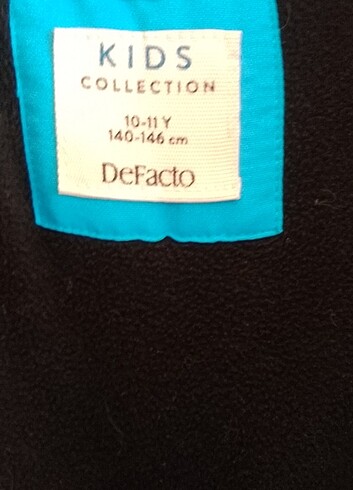 KIDS
COLLECTION
10-11 Y
140-146 cm
DeFacto